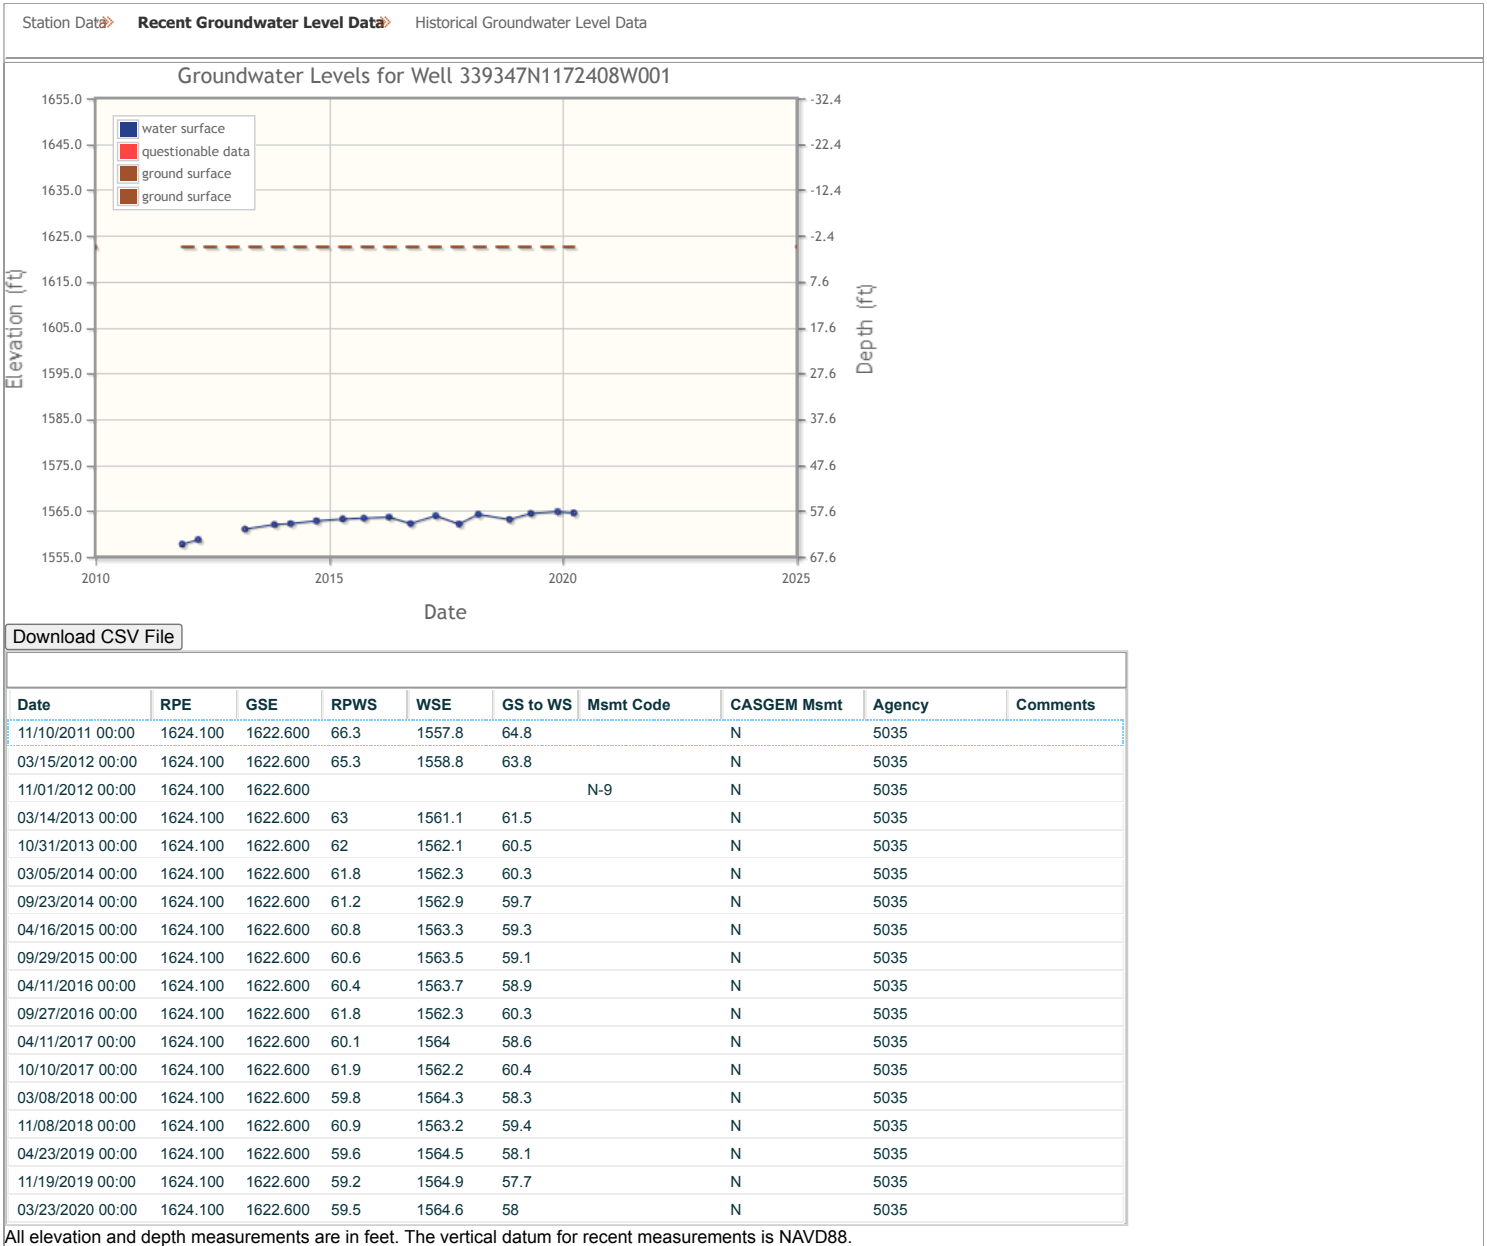 Station Data Recent Groundwater Level Data Historical Groundwater Level Data
Groundwater Levels for Well 339347N1172408W001
1655.0 -32.4
water surface
1645.0 -22.4
questionable data
ground surface
1635.0 -12.4
ground surface
1625.0 -2.4
1615.0 7.6
Elevation (ft)
Depth (ft)
1605.0 17.6
1595.0 27.6
1585.0 37.6
1575.0 47.6
1565.0 57.6
1555.0 67.6
2010 2015 2020 2025
Date
Download CSV File
Date RPE GSE RPWS WSE GS to WS Msmt Code CASGEM Msmt Agency Comments
11/10/2011 00:00 1624.100 1622.600 66.3 1557.8 64.8 N 5035
03/15/2012 00:00 1624.100 1622.600 65.3 1558.8 63.8 N 5035
11/01/2012 00:00 1624.100 1622.600 N-9 N 5035
03/14/2013 00:00 1624.100 1622.600 63 1561.1 61.5 N 5035
10/31/2013 00:00 1624.100 1622.600 62 1562.1 60.5 N 5035
03/05/2014 00:00 1624.100 1622.600 61.8 1562.3 60.3 N 5035
09/23/2014 00:00 1624.100 1622.600 61.2 1562.9 59.7 N 5035
04/16/2015 00:00 1624.100 1622.600 60.8 1563.3 59.3 N 5035
09/29/2015 00:00 1624.100 1622.600 60.6 1563.5 59.1 N 5035
04/11/2016 00:00 1624.100 1622.600 60.4 1563.7 58.9 N 5035
09/27/2016 00:00 1624.100 1622.600 61.8 1562.3 60.3 N 5035
04/11/2017 00:00 1624.100 1622.600 60.1 1564 58.6 N 5035
10/10/2017 00:00 1624.100 1622.600 61.9 1562.2 60.4 N 5035
03/08/2018 00:00 1624.100 1622.600 59.8 1564.3 58.3 N 5035
11/08/2018 00:00 1624.100 1622.600 60.9 1563.2 59.4 N 5035
04/23/2019 00:00 1624.100 1622.600 59.6 1564.5 58.1 N 5035
11/19/2019 00:00 1624.100 1622.600 59.2 1564.9 57.7 N 5035
03/23/2020 00:00 1624.100 1622.600 59.5 1564.6 58 N 5035
All elevation and depth measurements are in feet. The vertical datum for recent measurements is NAVD88.